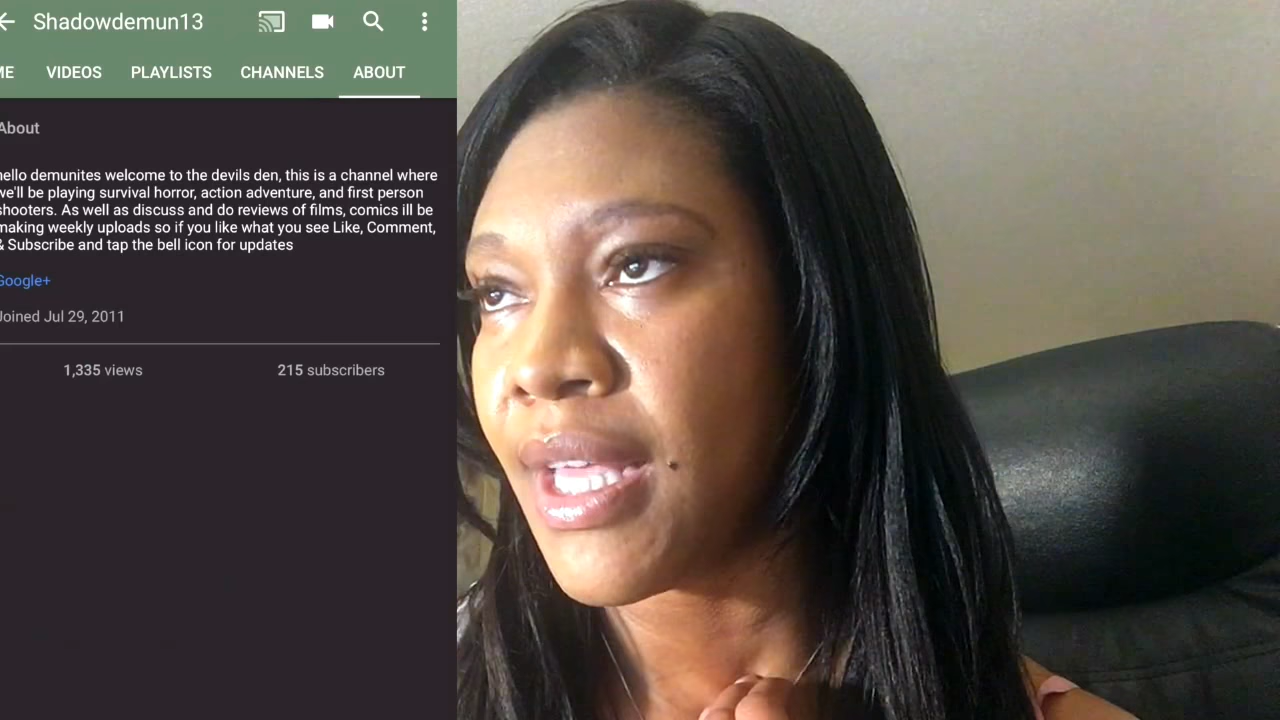 Shadowdemun13
ME VIDEOS PLAYLISTS CHANNELS ABOUT
About
hello demunites welcome to the devils den, this is a channel where
we'll be playing survival horror, action adventure, and first person
shooters. As well as discuss and do reviews of films, comics ill be
making weekly uploads so if you like what you see Like, Comment,
& Subscribe and tap the bell icon for updates
Google+
Joined Jul 29, 2011
1,335 views 215 subscribers